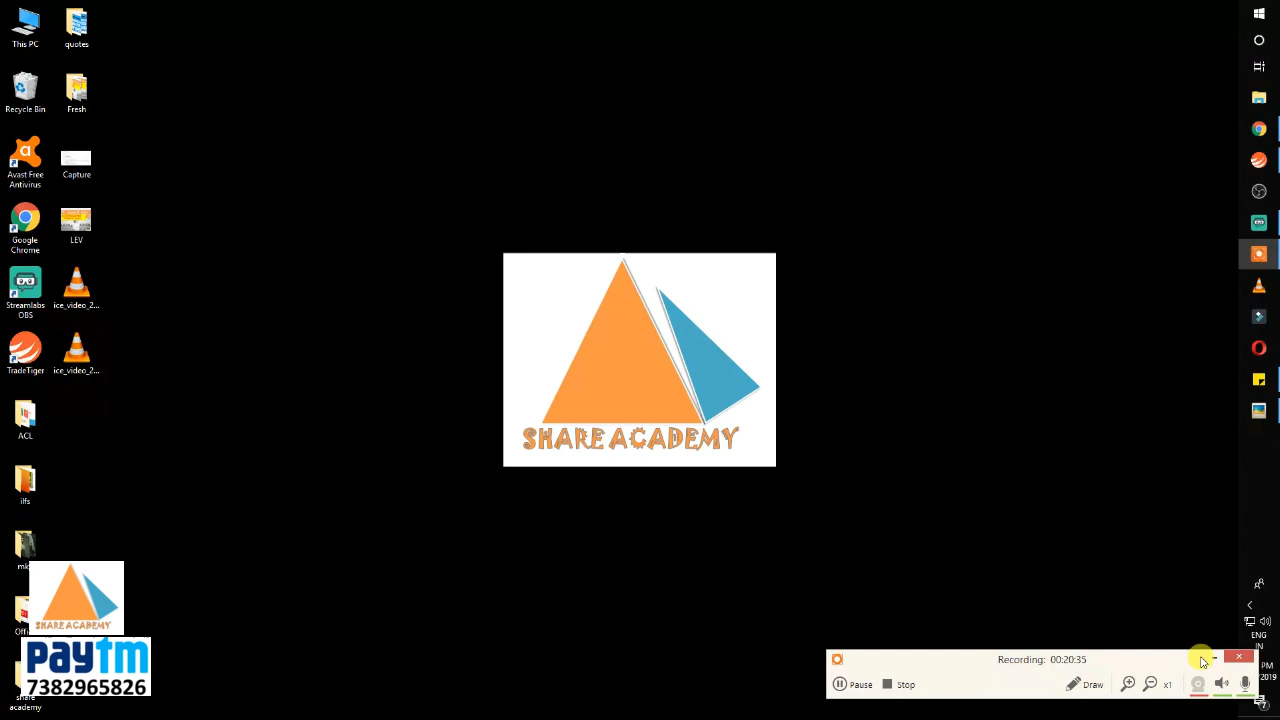 This PC
quotes
Recycle Bin
Fresh
Avast Free
Antivirus
Capture
Google
Chrome
LEV
Streamlabs
OBS
ice_video_2...
TradeTiger
ice_video_2...
ACL
ilfs
SHARE ACADEMY
SHARE ACADEMY
paytm
7382965826
share
academy
Recording: 00:20:35
Pause
Stop
Draw
x1
ENG
IN
PM
2019